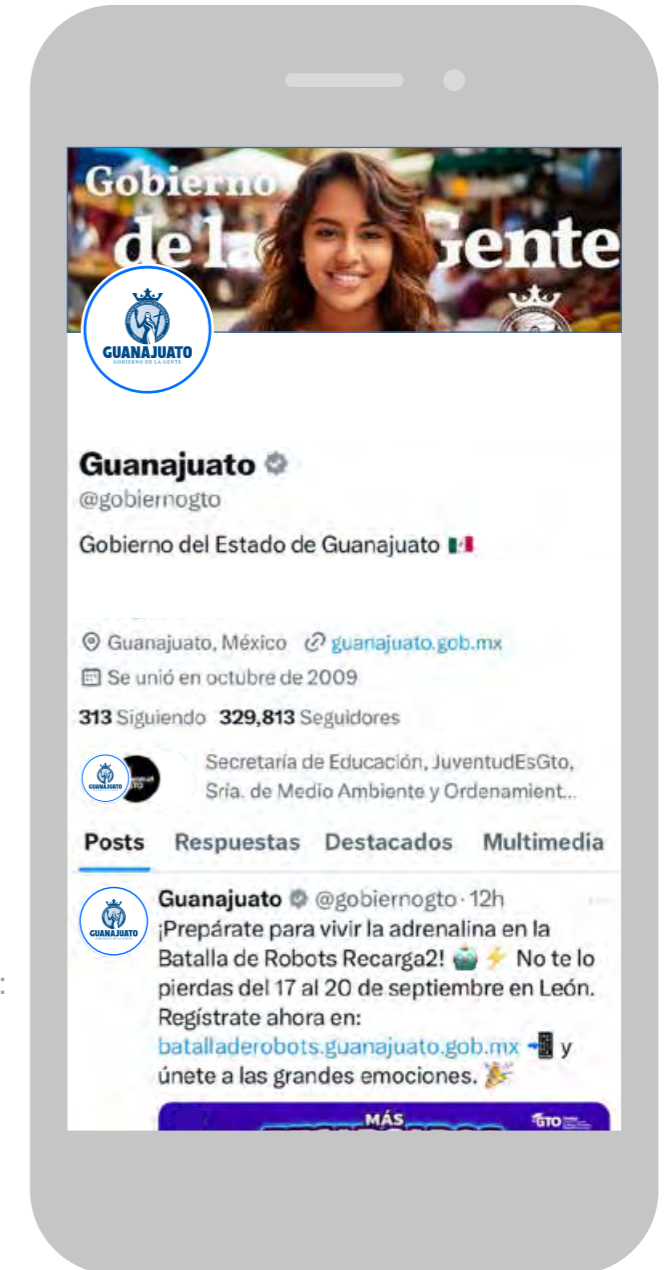 Gobierno
de la Gente
GUANAJUATO
GOBIERNO DE LA GENTE
Guanajuato
@gobiernogto
Gobierno del Estado de Guanajuato 🇲🇽
Guanajuato, México guanajuato.gob.mx
Se unió en octubre de 2009
313 Siguiendo 329,813 Seguidores
GUANAJUATO
Secretaría de Educación, JuventudEsGto,
Sría. de Medio Ambiente y Ordenamient...
Posts Respuestas Destacados Multimedia
GUANAJUATO
Guanajuato @gobiernogto · 12h
¡Prepárate para vivir la adrenalina en la
Batalla de Robots Recarga2! 🤖⚡ No te lo
pierdas del 17 al 20 de septiembre en León.
Regístrate ahora en:
batalladerobots.guanajuato.gob.mx 📲 y
únete a las grandes emociones. 🎉
MÁS
GTO
: